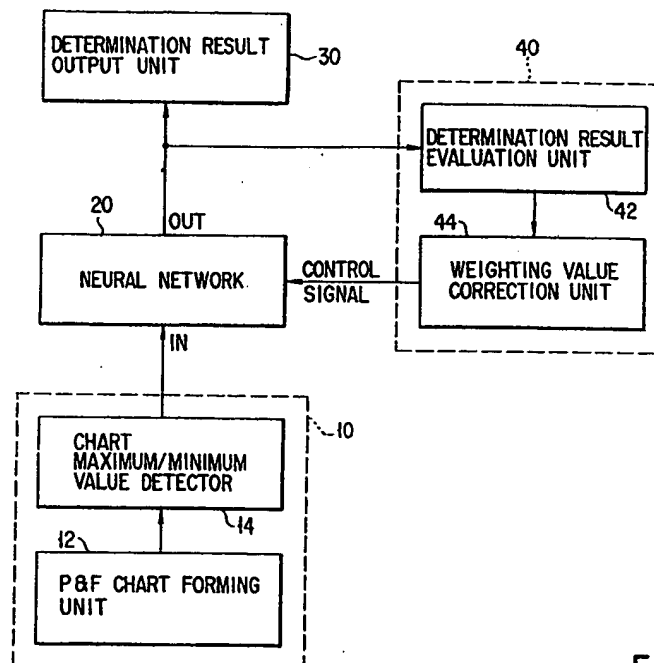 DETERMINATION RESULT
OUTPUT UNIT
30
40
DETERMINATION RESULT
EVALUATION UNIT
42
20
OUT
NEURAL NETWORK
IN
CONTROL
SIGNAL
44
WEIGHTING VALUE
CORRECTION UNIT
10
CHART
MAXIMUM/MINIMUM
VALUE DETECTOR
14
12
P&F CHART FORMING
UNIT